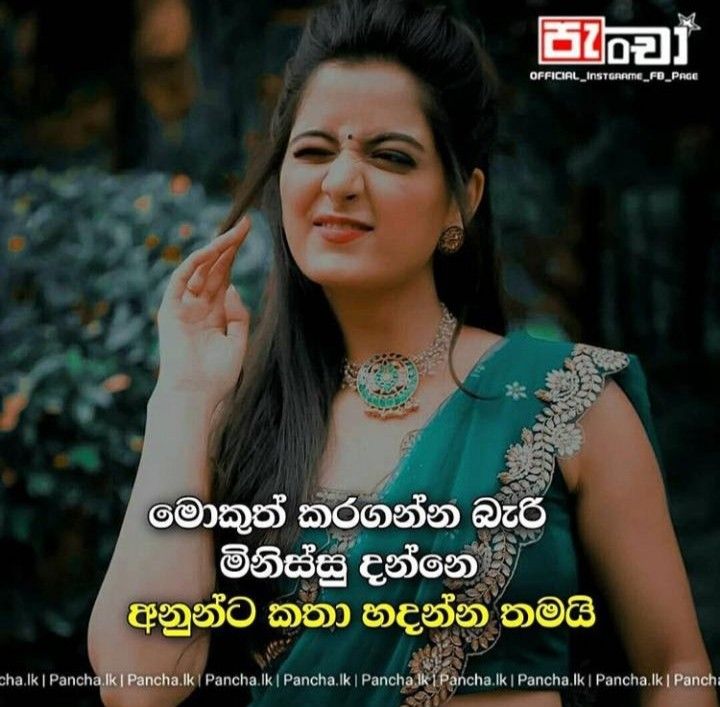 පැංචා
OFFICIAL_INSTGRAME_FB_PAGE
මොකුත් කරගන්න බැරි
මිනිස්සු දන්නෙ
අනුන්ට කතා හදන්න තමයි
cha.lk | Pancha.lk | Pancha.lk | Pancha.lk | Pancha.lk | Pancha.lk | Pancha.lk | Pancha.lk | Pancha.lk | Pancha